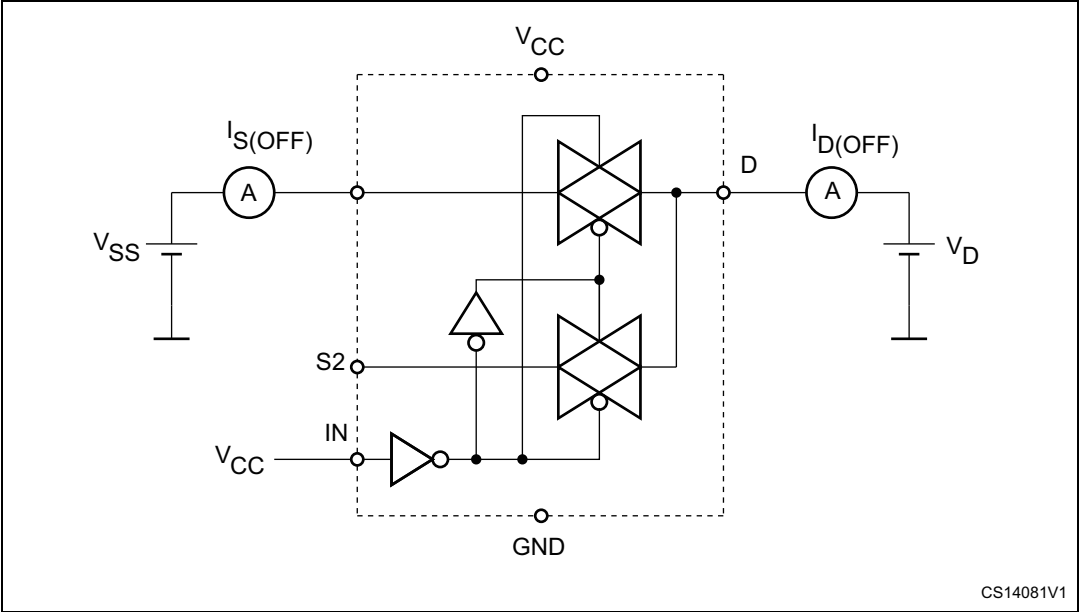 VCC
IS(OFF)
ID(OFF)
D
A
A
VSS
VD
S2
IN
VCC
GND
CS14081V1